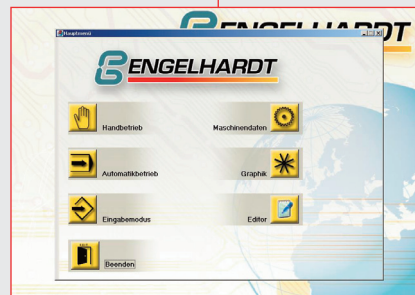 ENGELHARDT
Hauptmenü
ENGELHARDT
Handbetrieb
Maschinendaten
Automatikbetrieb
Graphik
Eingabemodus
Editor
Beenden